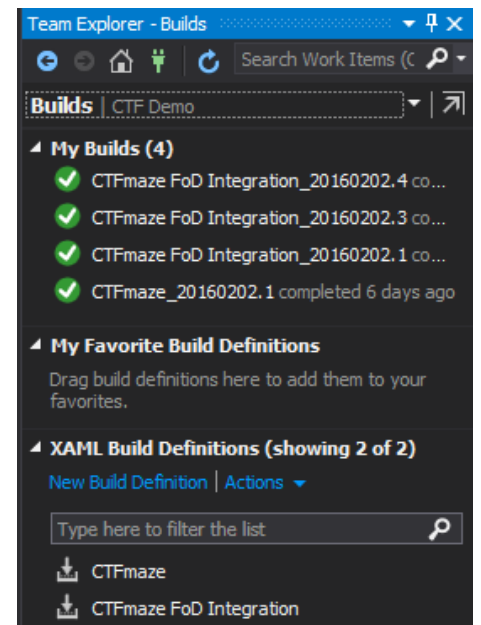 Team Explorer - Builds
Search Work Items (C
Builds | CTF Demo
My Builds (4)
CTFmaze FoD Integration_20160202.4 co...
CTFmaze FoD Integration_20160202.3 co...
CTFmaze FoD Integration_20160202.1 co...
CTFmaze_20160202.1 completed 6 days ago
My Favorite Build Definitions
Drag build definitions here to add them to your
favorites.
XAML Build Definitions (showing 2 of 2)
New Build Definition | Actions
Type here to filter the list
CTFmaze
CTFmaze FoD Integration